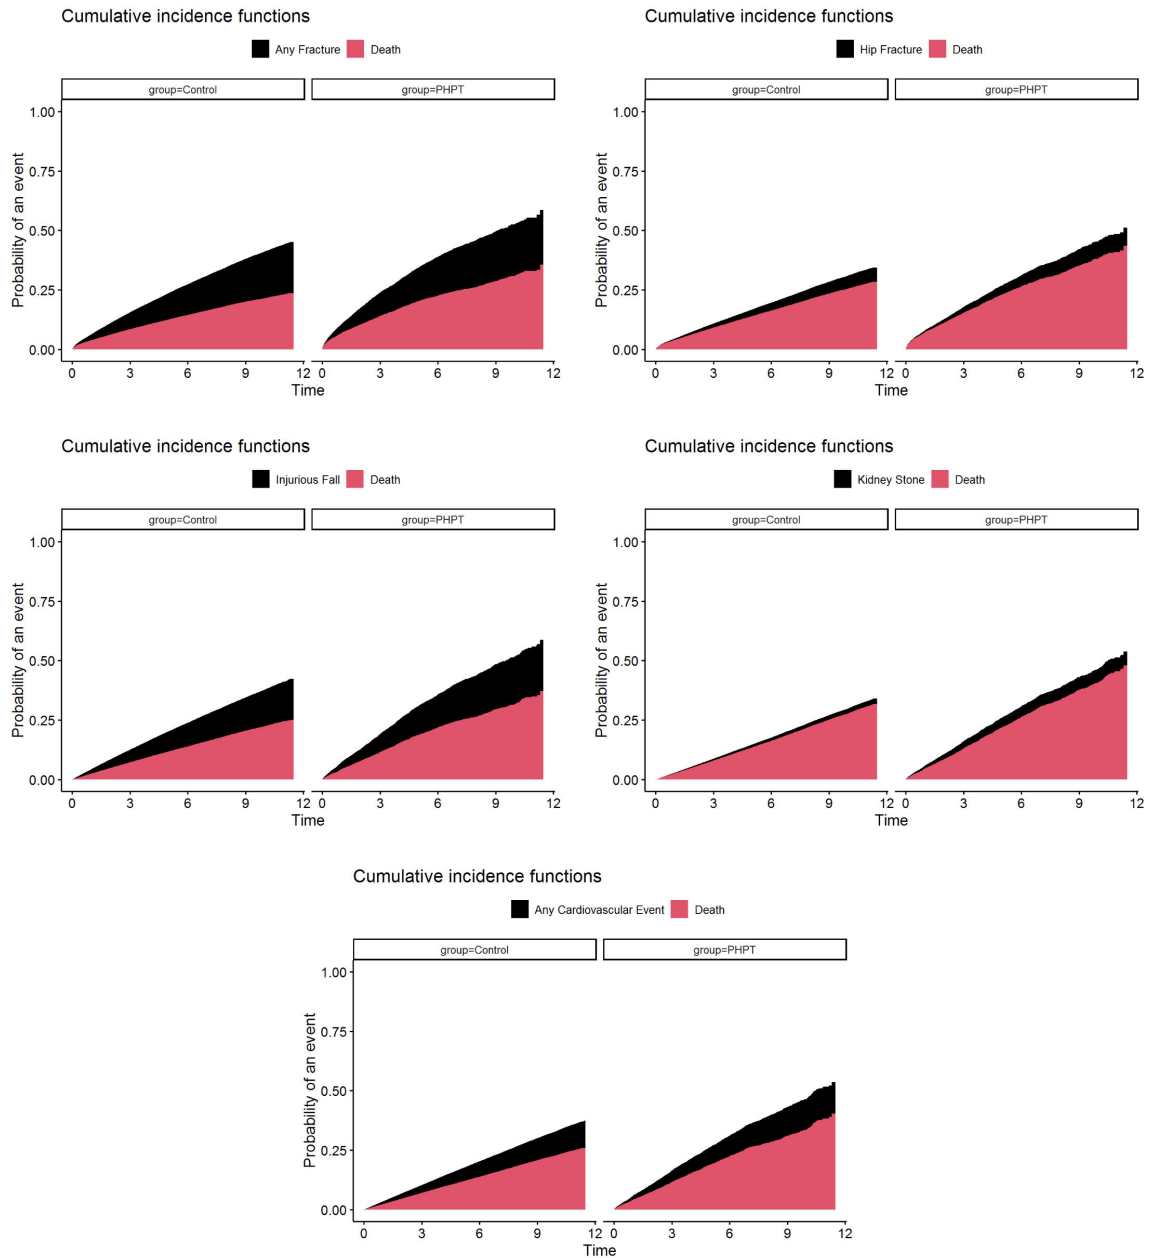 Cumulative incidence functions
Any Fracture Death
group=Control group=PHPT
Probability of an event
1.00
0.75
0.50
0.25
0.00
0 3 6 9 12 0 3 6 9 12
Time
Cumulative incidence functions
Hip Fracture Death
group=Control group=PHPT
Probability of an event
1.00
0.75
0.50
0.25
0.00
0 3 6 9 12 0 3 6 9 12
Time
Cumulative incidence functions
Injurious Fall Death
group=Control group=PHPT
Probability of an event
1.00
0.75
0.50
0.25
0.00
0 3 6 9 12 0 3 6 9 12
Time
Cumulative incidence functions
Kidney Stone Death
group=Control group=PHPT
Probability of an event
1.00
0.75
0.50
0.25
0.00
0 3 6 9 12 0 3 6 9 12
Time
Cumulative incidence functions
Any Cardiovascular Event Death
group=Control group=PHPT
Probability of an event
1.00
0.75
0.50
0.25
0.00
0 3 6 9 12 0 3 6 9 12
Time